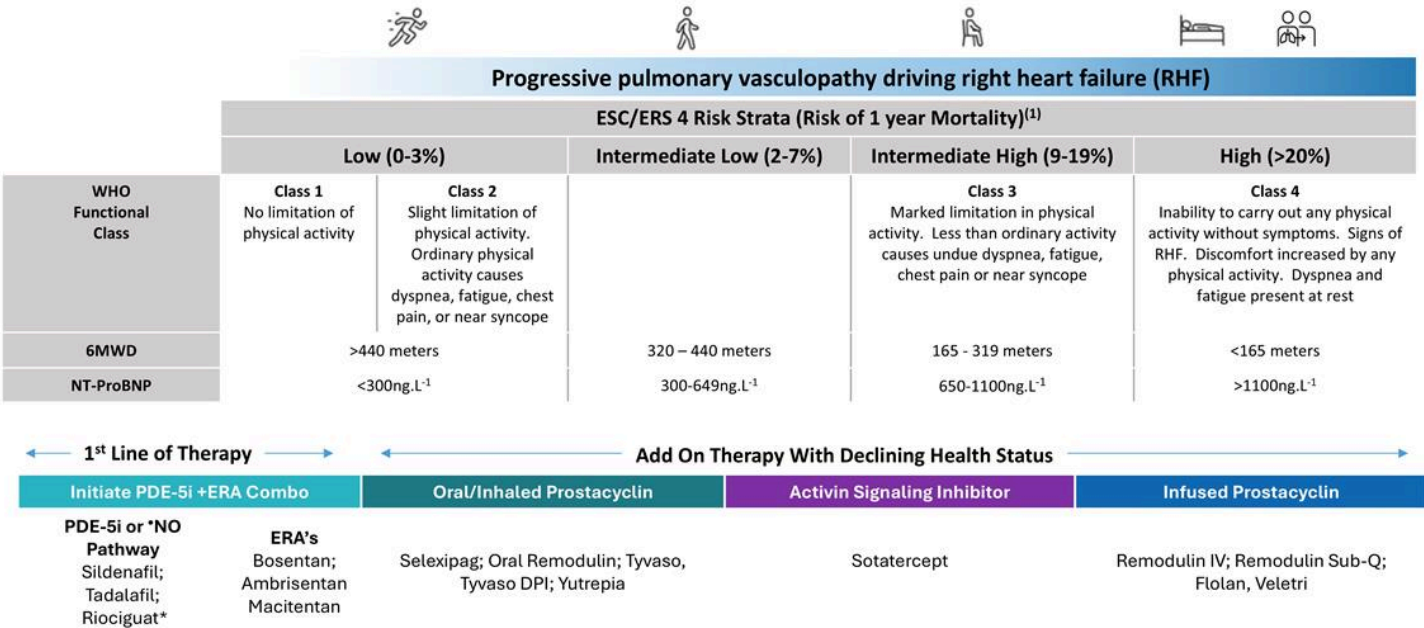 Progressive pulmonary vasculopathy driving right heart failure (RHF)
ESC/ERS 4 Risk Strata (Risk of 1 year Mortality)(1)
Low (0-3%)
Intermediate Low (2-7%)
Intermediate High (9-19%)
High (>20%)
WHO
Functional
Class
Class 1
No limitation of
physical activity
Class 2
Slight limitation of
physical activity.
Ordinary physical
activity causes
dyspnea, fatigue, chest
pain, or near syncope
Class 3
Marked limitation in physical
activity. Less than ordinary activity
causes undue dyspnea, fatigue,
chest pain or near syncope
Class 4
Inability to carry out any physical
activity without symptoms. Signs of
RHF. Discomfort increased by any
physical activity. Dyspnea and
fatigue present at rest
6MWD
>440 meters
320 – 440 meters
165 - 319 meters
<165 meters
NT-ProBNP
<300ng.L-1
300-649ng.L-1
650-1100ng.L-1
>1100ng.L-1
1st Line of Therapy
Add On Therapy With Declining Health Status
Initiate PDE-5i +ERA Combo
Oral/Inhaled Prostacyclin
Activin Signaling Inhibitor
Infused Prostacyclin
PDE-5i or *NO
Pathway
Sildenafil;
Tadalafil;
Riociguat*
ERA's
Bosentan;
Ambrisentan
Macitentan
Selexipag; Oral Remodulin; Tyvaso,
Tyvaso DPI; Yutrepia
Sotatercept
Remodulin IV; Remodulin Sub-Q;
Flolan, Veletri